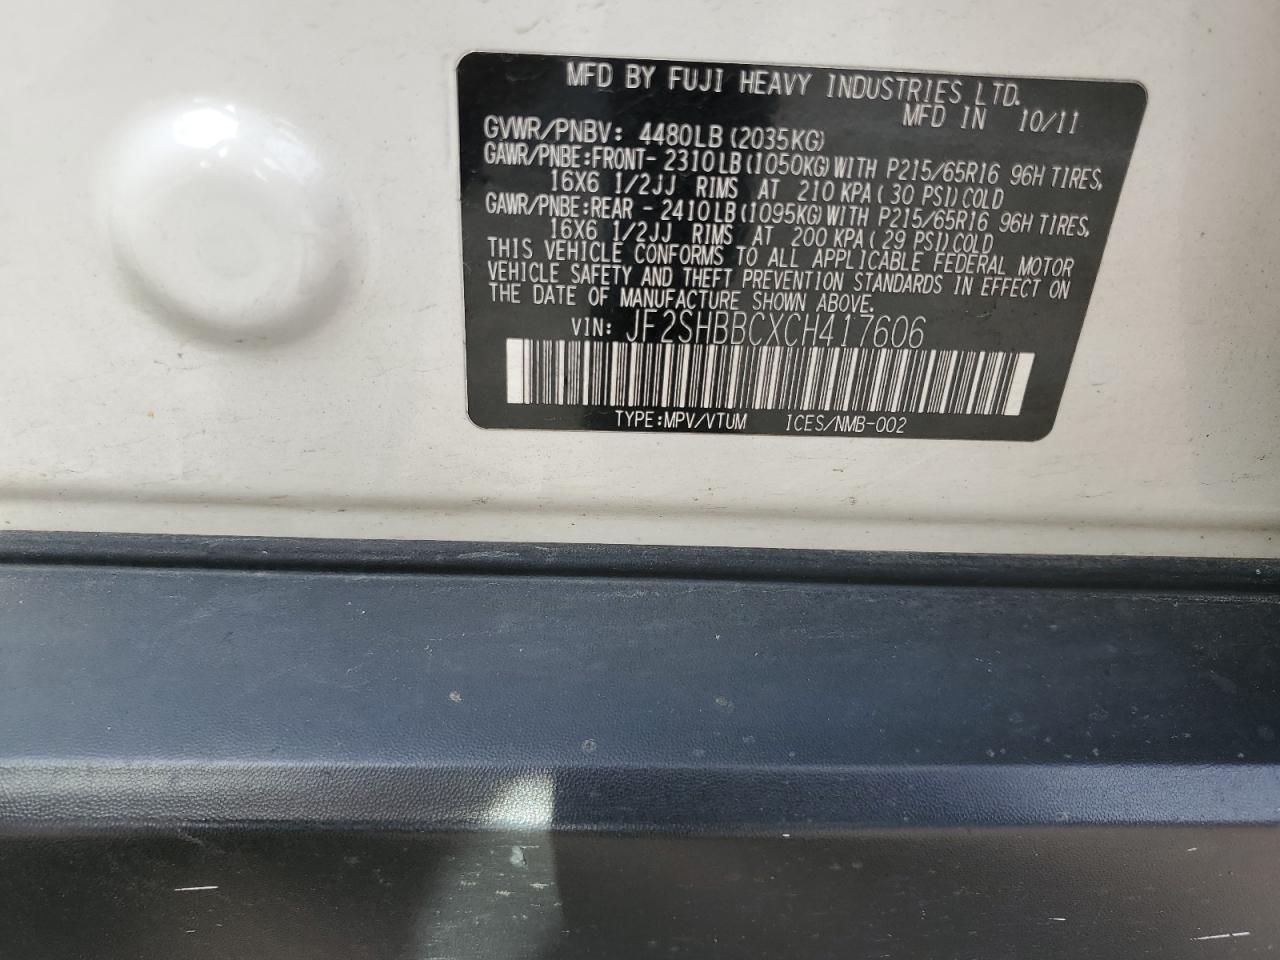 MFD BY FUJI HEAVY INDUSTRIES LTD.
MFD IN 10/11
GVWR/PNBV: 4480LB(2035KG)
GAWR/PNBE:FRONT- 2310LB(1050KG)WITH P215/65R16 96H TIRES,
16X6 1/2JJ RIMS AT 210 KPA(30 PSI)COLD
GAWR/PNBE:REAR - 2410LB(1095KG)WITH P215/65R16 96H TIRES,
16X6 1/2JJ RIMS AT 200 KPA(29 PSI)COLD
THIS VEHICLE CONFORMS TO ALL APPLICABLE FEDERAL MOTOR
VEHICLE SAFETY AND THEFT PREVENTION STANDARDS IN EFFECT ON
THE DATE OF MANUFACTURE SHOWN ABOVE.
VIN: JF2SHBBCXCH417606
TYPE:MPV/VTUM ICES/NMB-002